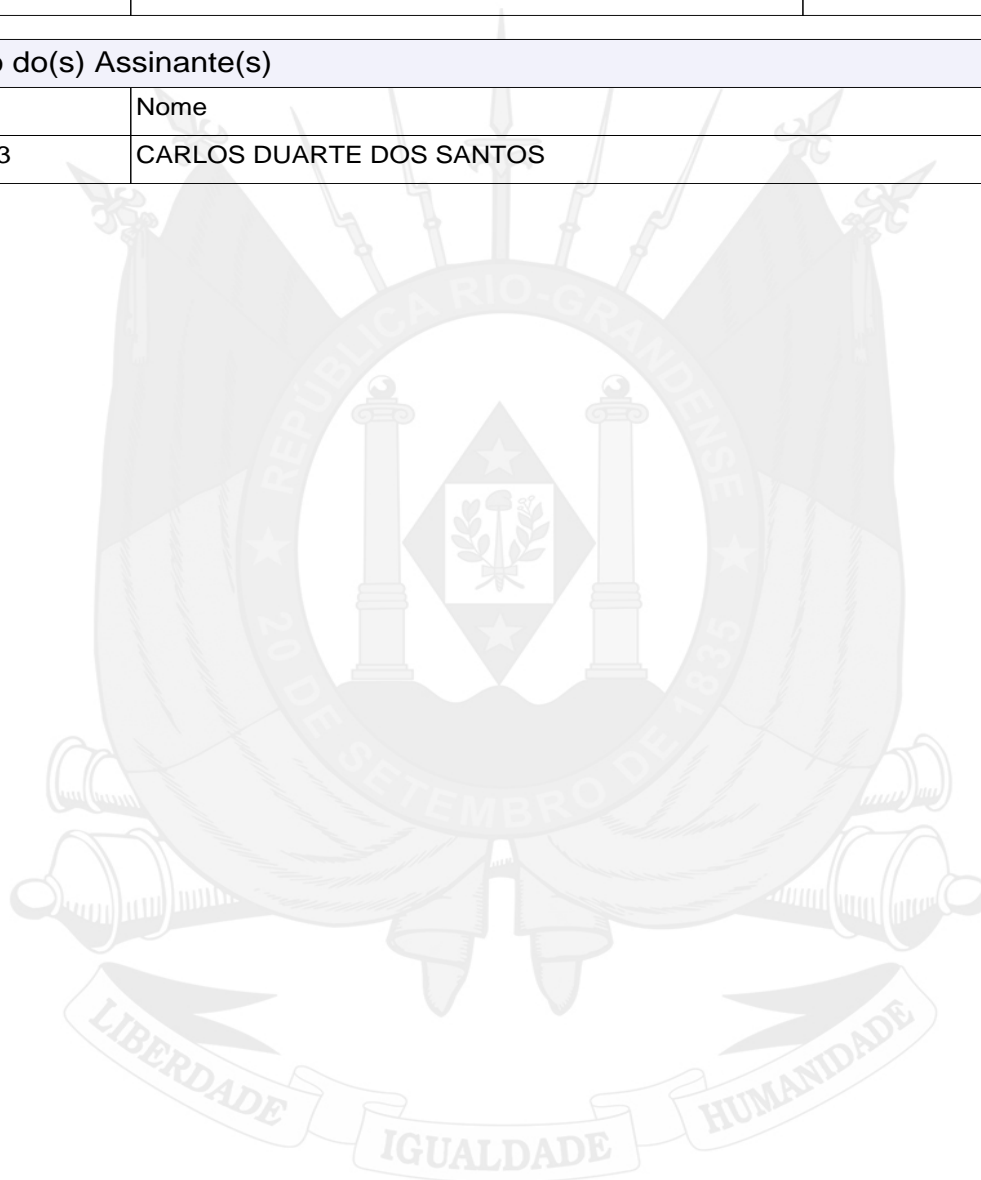 o do(s) Assinante(s)
Nome
3 CARLOS DUARTE DOS SANTOS
REPÚBLICA RIO-GRANDENSE
★ 20 DE SETEMBRO DE 1835 ★
LIBERDADE
IGUALDADE
HUMANIDADE